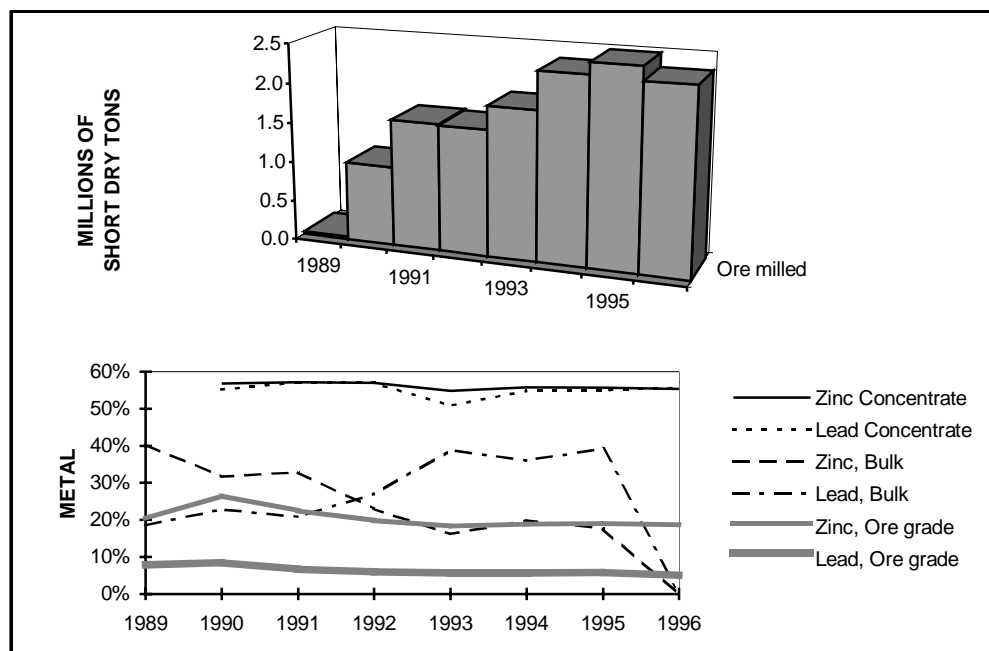 MILLIONS OF
SHORT DRY TONS
2.5
2.0
1.5
1.0
0.5
0.0
1989
1991
1993
1995
Ore milled
METAL
60%
50%
40%
30%
20%
10%
0%
1989 1990 1991 1992 1993 1994 1995 1996
Zinc Concentrate
Lead Concentrate
Zinc, Bulk
Lead, Bulk
Zinc, Ore grade
Lead, Ore grade